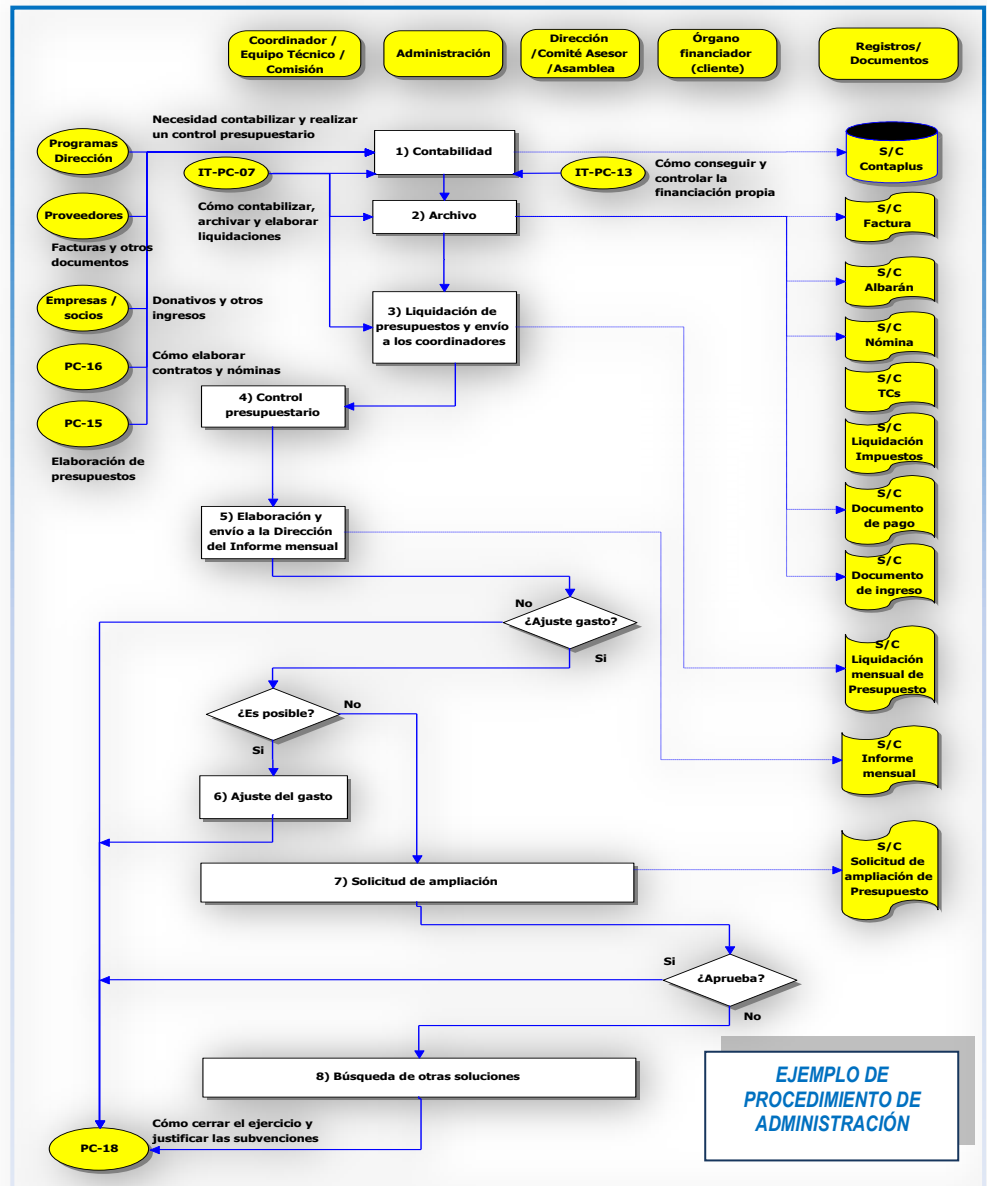 Coordinador /
Equipo Técnico /
Comisión
Administración
Dirección
/Comité Asesor
/Asamblea
Órgano
financiador
(cliente)
Registros/
Documentos
Necesidad contabilizar y realizar
un control presupuestario
Programas
Dirección
1) Contabilidad
S/C
Contaplus
IT-PC-07
IT-PC-13
Cómo conseguir y
controlar la
financiación propia
Proveedores
Facturas y otros
documentos
Cómo contabilizar,
archivar y elaborar
liquidaciones
2) Archivo
S/C
Factura
S/C
Albarán
Empresas /
socios
Donativos y otros
ingresos
3) Liquidación de
presupuestos y envío
a los coordinadores
S/C
Nómina
PC-16
Cómo elaborar
contratos y nóminas
S/C
TCs
4) Control
presupuestario
PC-15
Elaboración de
presupuestos
S/C
Liquidación
Impuestos
S/C
Documento
de pago
5) Elaboración y
envío a la Dirección
del Informe mensual
S/C
Documento
de ingreso
No
¿Ajuste gasto?
Si
S/C
Liquidación
mensual de
Presupuesto
¿Es posible?
No
Si
S/C
Informe
mensual
6) Ajuste del gasto
7) Solicitud de ampliación
S/C
Solicitud de
ampliación de
Presupuesto
Si
¿Aprueba?
No
8) Búsqueda de otras soluciones
EJEMPLO DE
PROCEDIMIENTO DE
ADMINISTRACIÓN
Cómo cerrar el ejercicio y
justificar las subvenciones
PC-18